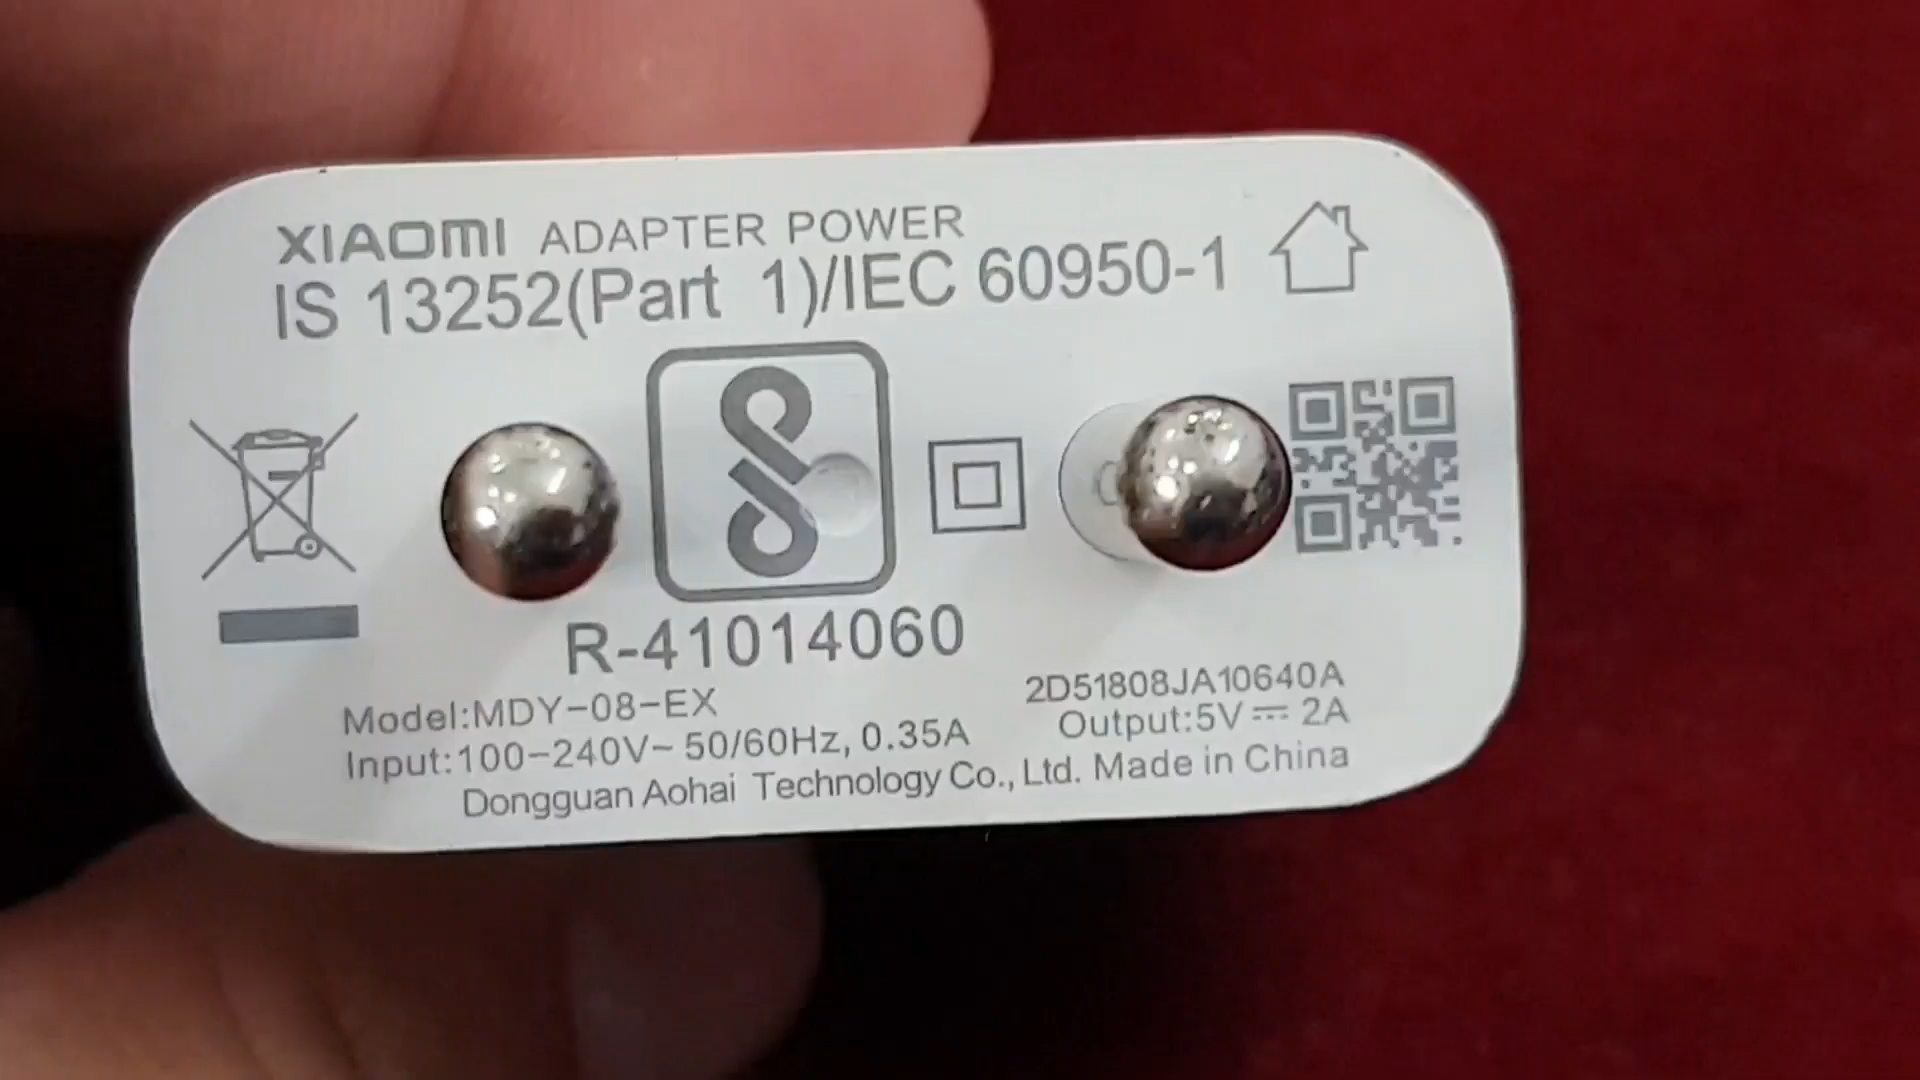 XIAOMI ADAPTER POWER
IS 13252(Part 1)/IEC 60950-1
R-41014060
Model:MDY-08-EX
2D51808JA10640A
Input:100-240V~ 50/60Hz, 0.35A
Output:5V⎓2A
Dongguan Aohai Technology Co., Ltd. Made in China